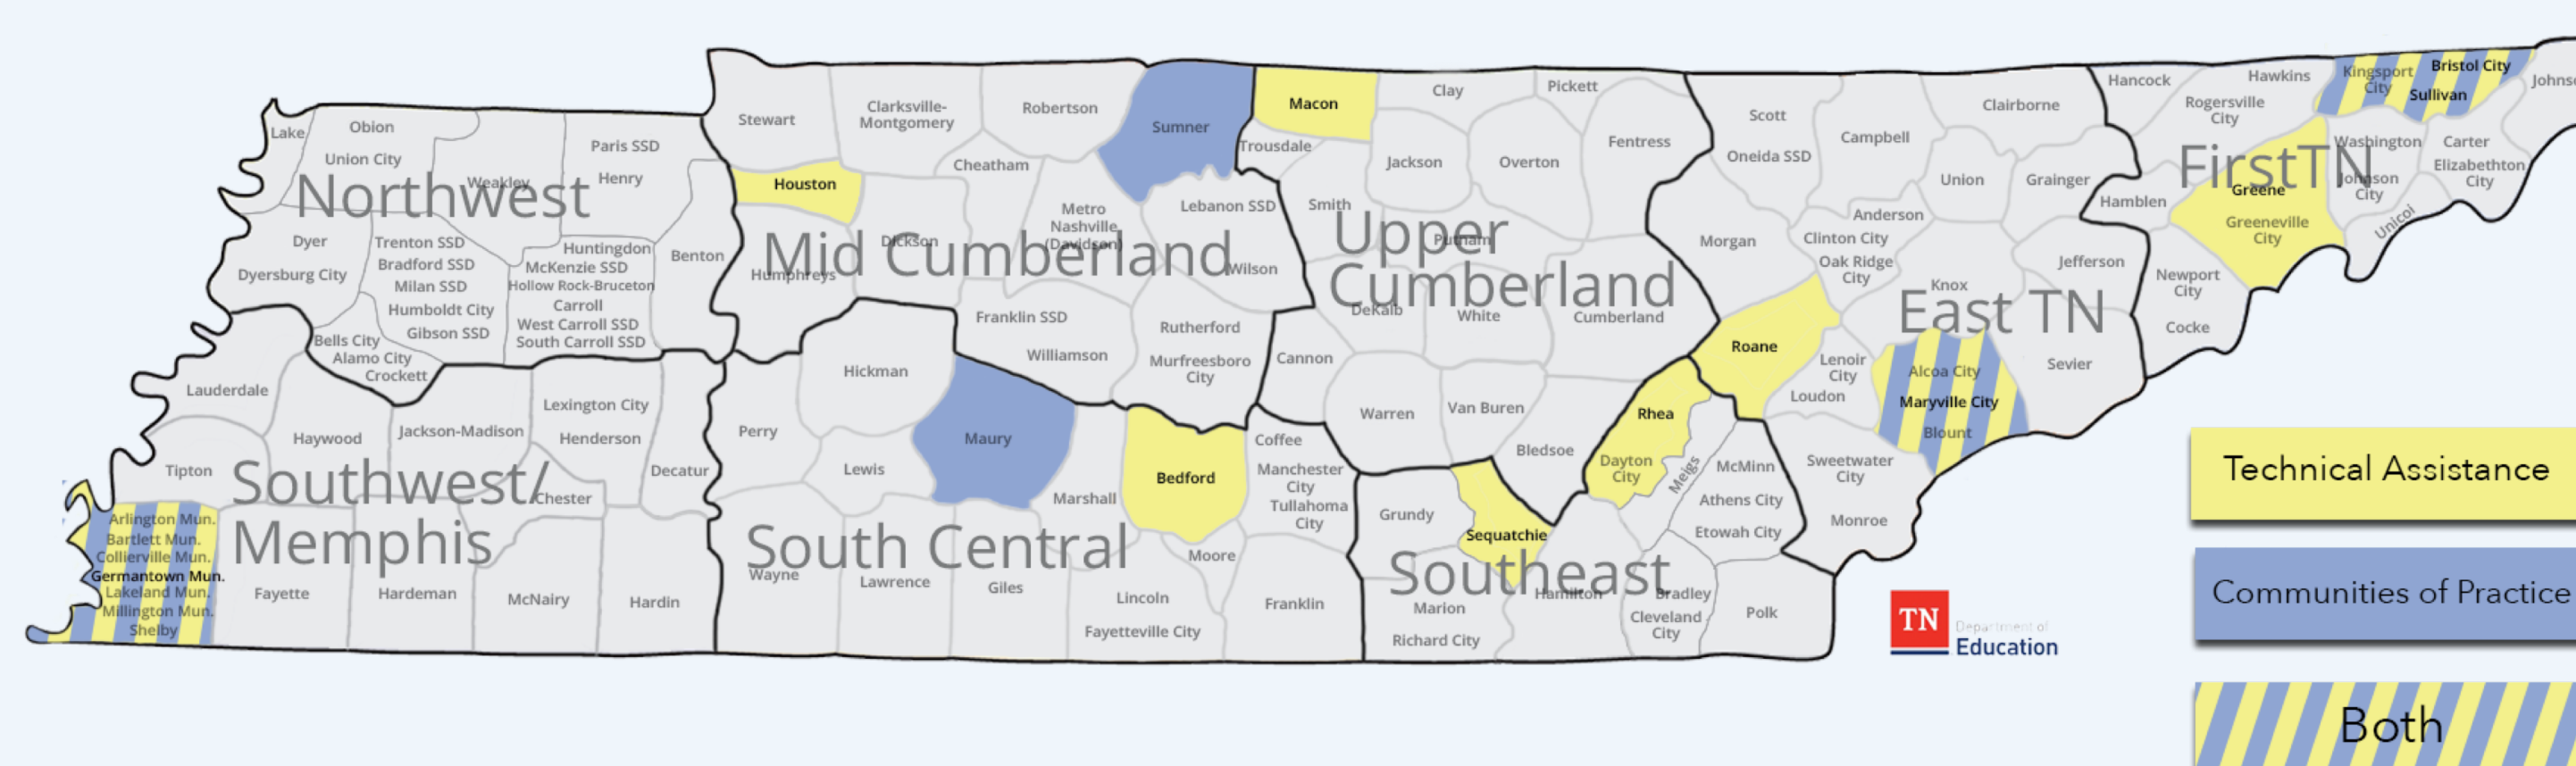 Northwest
Lake
Obion
Union City
Weakley
Paris SSD
Henry
Dyer
Dyersburg City
Trenton SSD
Bradford SSD
Milan SSD
Humboldt City
Gibson SSD
Huntingdon
McKenzie SSD
Hollow Rock-Bruceton
Carroll
West Carroll SSD
South Carroll SSD
Benton
Bells City
Alamo City
Crockett
Southwest/
Memphis
Lauderdale
Tipton
Haywood
Jackson-Madison
Lexington City
Henderson
Decatur
Chester
Arlington Mun.
Bartlett Mun.
Collierville Mun.
Germantown Mun.
Lakeland Mun.
Millington Mun.
Shelby
Fayette
Hardeman
McNairy
Hardin
Mid Cumberland
Stewart
Clarksville-
Montgomery
Robertson
Sumner
Houston
Cheatham
Dickson
Metro
Nashville
(Davidson)
Lebanon SSD
Wilson
Humphreys
Franklin SSD
Williamson
Rutherford
Murfreesboro
City
South Central
Hickman
Perry
Lewis
Maury
Marshall
Bedford
Coffee
Manchester
City
Tullahoma
City
Moore
Wayne
Lawrence
Giles
Lincoln
Fayetteville City
Franklin
Upper
Cumberland
Macon
Trousdale
Clay
Pickett
Jackson
Overton
Fentress
Smith
Putnam
DeKalb
White
Cumberland
Cannon
Warren
Van Buren
Southeast
Bledsoe
Rhea
Dayton
City
Meigs
McMinn
Athens City
Etowah City
Grundy
Sequatchie
Marion
Richard City
Hamilton
Bradley
Cleveland
City
Polk
East TN
Scott
Oneida SSD
Campbell
Clairborne
Union
Grainger
Morgan
Anderson
Clinton City
Oak Ridge
City
Knox
Jefferson
Roane
Lenoir
City
Loudon
Alcoa City
Maryville City
Blount
Sevier
Sweetwater
City
Monroe
FirstTN
Hancock
Hawkins
Rogersville
City
Kingsport
City
Bristol City
Sullivan
Johns
Hamblen
Greene
Greeneville
City
Washington
Johnson
City
Carter
Elizabethton
City
Unicoi
Newport
City
Cocke
TN
Department of
Education
Technical Assistance
Communities of Practice
Both